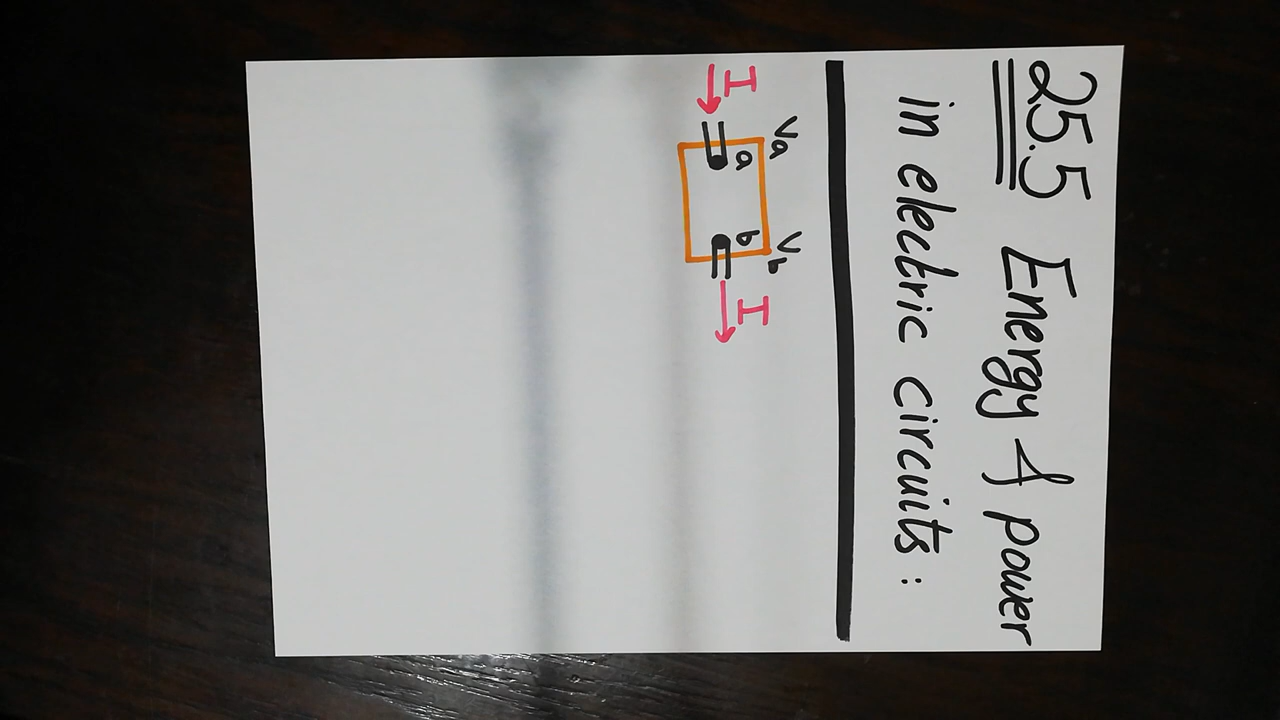 25.5 Energy & power
in electric circuits:
Va Vb
I a b I